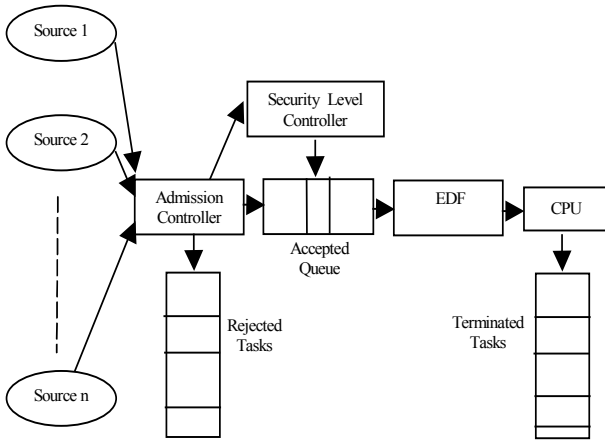 Source 1
Security Level
Controller
Source 2
Admission
Controller
EDF
CPU
Accepted
Queue
Rejected
Tasks
Terminated
Tasks
Source n